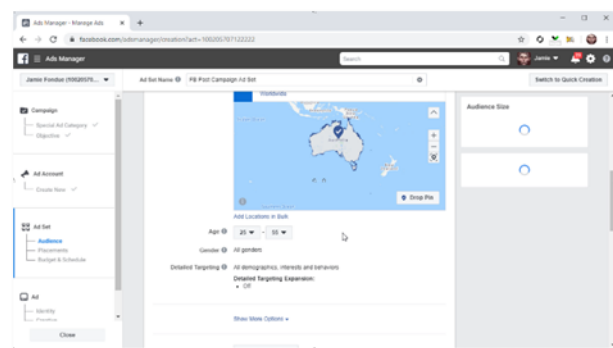 Ads Manager - Manage Ads
facebook.com/adsmanager/creation?act=100205707122222
Ads Manager
Search
Jamie
Ad Set Name
FB Post Campaign Ad Set
Switch to Quick Creation
Campaign
Special Ad Category
Objective
Ad Account
Create New
Ad Set
Audience
Placements
Budget & Schedule
Ad
Identity
Creative
Close
Worldwide
Australia
Drop Pin
Add Locations in Bulk
Age
25
-
55
Gender
All genders
Detailed Targeting
All demographics, interests and behaviors
Detailed Targeting Expansion:
Off
Show More Options
Audience Size